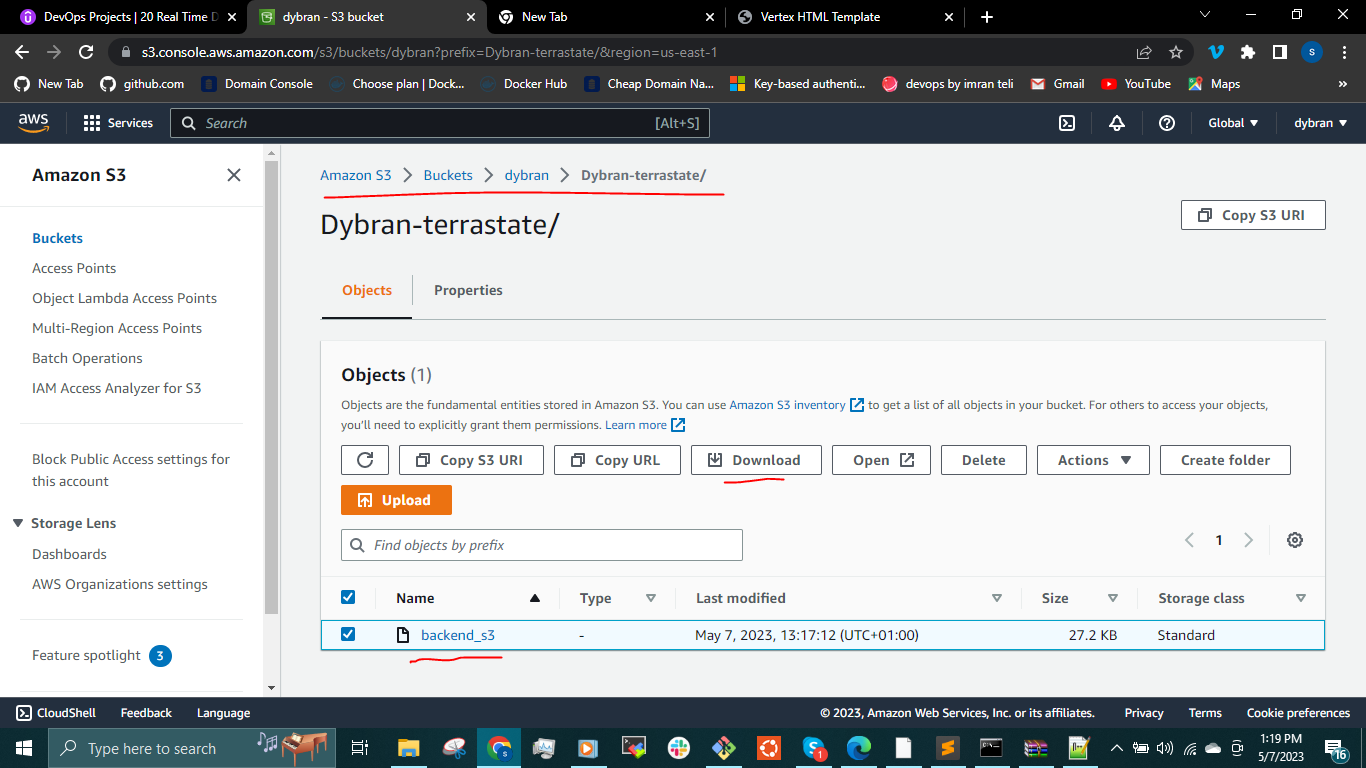 DevOps Projects | 20 Real Time D
dybran - S3 bucket
New Tab
Vertex HTML Template
s3.console.aws.amazon.com/s3/buckets/dybran?prefix=Dybran-terrastate/&region=us-east-1
s
New Tab
github.com
Domain Console
Choose plan | Dock...
Docker Hub
Cheap Domain Na...
Key-based authenti...
devops by imran teli
Gmail
YouTube
Maps
»
aws
Services
Search
[Alt+S]
Global
dybran
Amazon S3
Buckets
Access Points
Object Lambda Access Points
Multi-Region Access Points
Batch Operations
IAM Access Analyzer for S3
Block Public Access settings for
this account
Storage Lens
Dashboards
AWS Organizations settings
Feature spotlight 3
Amazon S3 > Buckets > dybran > Dybran-terrastate/
Dybran-terrastate/
Copy S3 URI
Objects
Properties
Objects (1)
Objects are the fundamental entities stored in Amazon S3. You can use Amazon S3 inventory to get a list of all objects in your bucket. For others to access your objects,
you'll need to explicitly grant them permissions. Learn more
Copy S3 URI
Copy URL
Download
Open
Delete
Actions
Create folder
Upload
Find objects by prefix
1
Name
Type
Last modified
Size
Storage class
backend_s3
-
May 7, 2023, 13:17:12 (UTC+01:00)
27.2 KB
Standard
CloudShell
Feedback
Language
© 2023, Amazon Web Services, Inc. or its affiliates.
Privacy
Terms
Cookie preferences
Type here to search
1
1:19 PM
5/7/2023
16